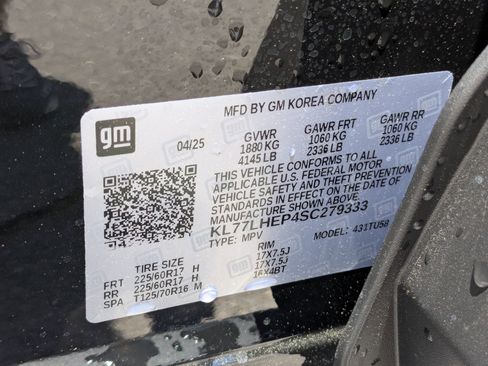 MFD BY GM KOREA COMPANY
gm
04/25
GVWR GAWR FRT GAWR RR
1880 KG 1060 KG 1060 KG
4145 LB 2336 LB 2336 LB
THIS VEHICLE CONFORMS TO ALL
APPLICABLE U.S. FEDERAL MOTOR
VEHICLE SAFETY AND THEFT PREVENTION
STANDARDS IN EFFECT ON THE DATE OF
MANUFACTURE SHOWN ABOVE.
KL77LHEP4SC279333
TYPE: MPV MODEL: 431TU58
TIRE SIZE RIM
FRT 225/60R17 H 17X7.5J
RR 225/60R17 H 17X7.5J
SPA T125/70R16 M 16X4BT